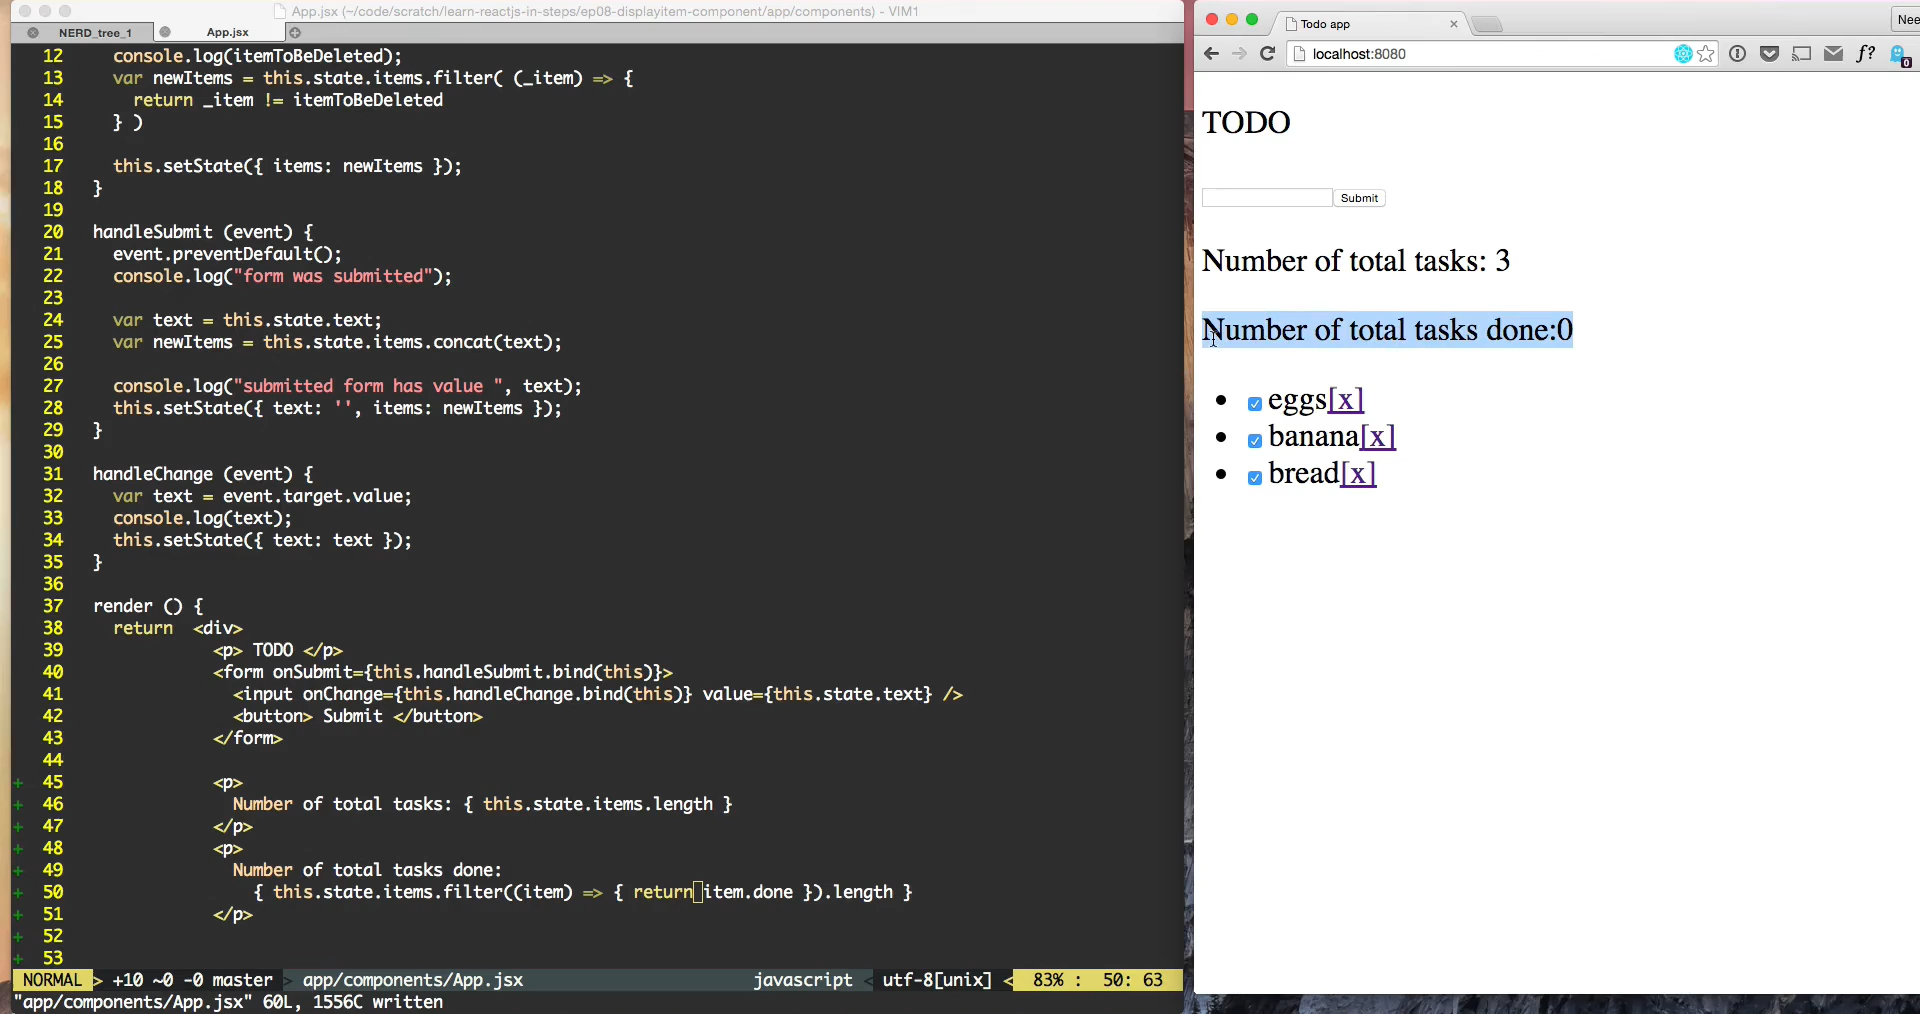 App.jsx (~/code/scratch/learn-reactjs-in-steps/ep08-displayitem-component/app/components) - VIM1
NERD_tree_1 App.jsx
12 console.log(itemToBeDeleted);
13 var newItems = this.state.items.filter( (_item) => {
14 return _item != itemToBeDeleted
15 } )
16
17 this.setState({ items: newItems });
18 }
19
20 handleSubmit (event) {
21 event.preventDefault();
22 console.log("form was submitted");
23
24 var text = this.state.text;
25 var newItems = this.state.items.concat(text);
26
27 console.log("submitted form has value ", text);
28 this.setState({ text: '', items: newItems });
29 }
30
31 handleChange (event) {
32 var text = event.target.value;
33 console.log(text);
34 this.setState({ text: text });
35 }
36
37 render () {
38 return <div>
39 <p> TODO </p>
40 <form onSubmit={this.handleSubmit.bind(this)}>
41 <input onChange={this.handleChange.bind(this)} value={this.state.text} />
42 <button> Submit </button>
43 </form>
44
+ 45 <p>
+ 46 Number of total tasks: { this.state.items.length }
+ 47 </p>
+ 48 <p>
+ 49 Number of total tasks done:
+ 50 { this.state.items.filter((item) => { return item.done }).length }
+ 51 </p>
+ 52
+ 53
NORMAL > +10 ~0 -0 master > app/components/App.jsx javascript < utf-8[unix] < 83% : 50: 63
"app/components/App.jsx" 60L, 1556C written
Todo app
Nee
localhost:8080
f?
0
TODO
Submit
Number of total tasks: 3
Number of total tasks done:0
eggs[x]
banana[x]
bread[x]